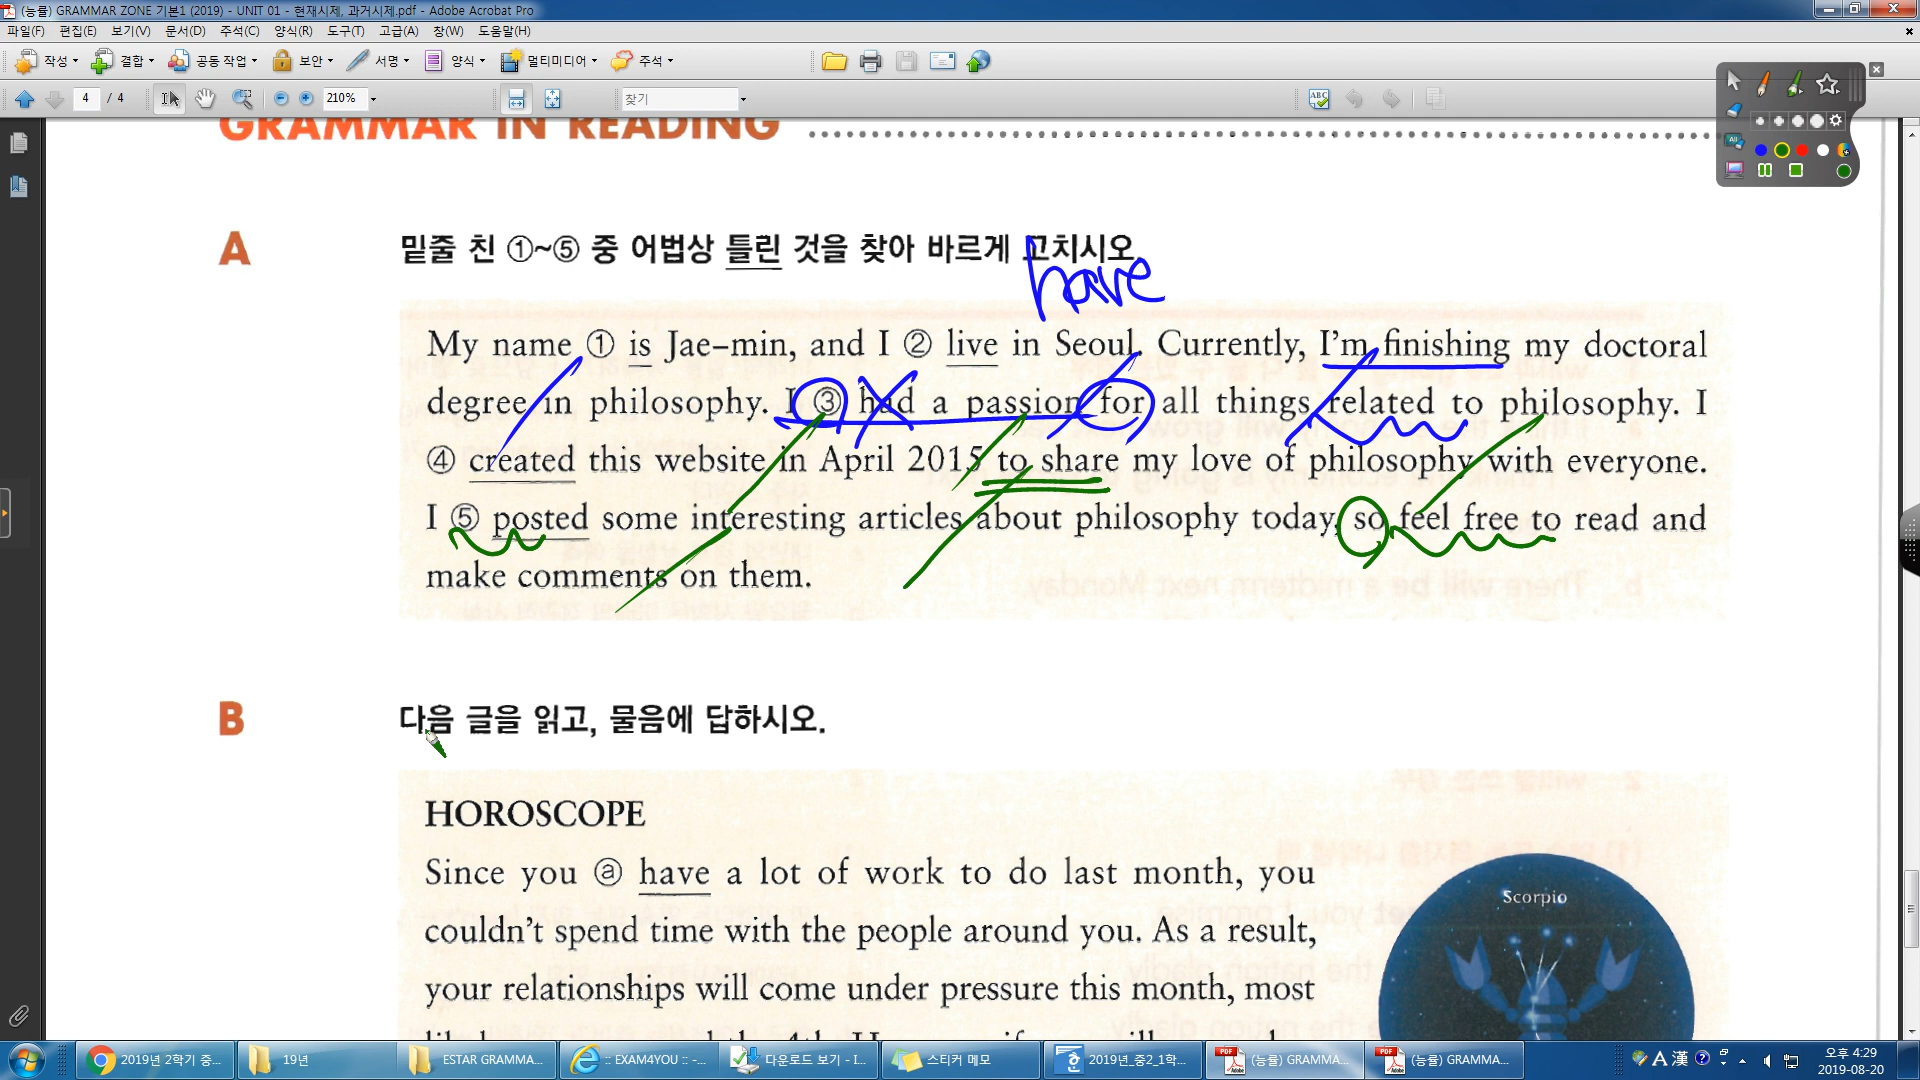 (능률) GRAMMAR ZONE 기본1 (2019) - UNIT 01 - 현재시제, 과거시제.pdf - Adobe Acrobat Pro
파일(F) 편집(E) 보기(V) 문서(D) 주석(C) 양식(R) 도구(T) 고급(A) 창(W) 도움말(H)
작성 결합 공동 작업 보안 서명 양식 멀티미디어 주석
4 / 4 210% 찾기
GRAMMAR IN READING
A 밑줄 친 ①~⑤ 중 어법상 틀린 것을 찾아 바르게 고치시오.
have
My name ① is Jae-min, and I ② live in Seoul. Currently, I'm finishing my doctoral
degree in philosophy. I ③ had a passion for all things related to philosophy. I
④ created this website in April 2015 to share my love of philosophy with everyone.
I ⑤ posted some interesting articles about philosophy today, so feel free to read and
make comments on them.
B 다음 글을 읽고, 물음에 답하시오.
HOROSCOPE
Since you ⓐ have a lot of work to do last month, you
couldn't spend time with the people around you. As a result,
your relationships will come under pressure this month, most
Scorpio
2019년 2학기 중... 19년 ESTAR GRAMMA... :: EXAM4YOU :: -... 다운로드 보기 - I... 스티커 메모 2019년_중2_1학... (능률) GRAMMA... (능률) GRAMMA...
A 漢
오후 4:29
2019-08-20